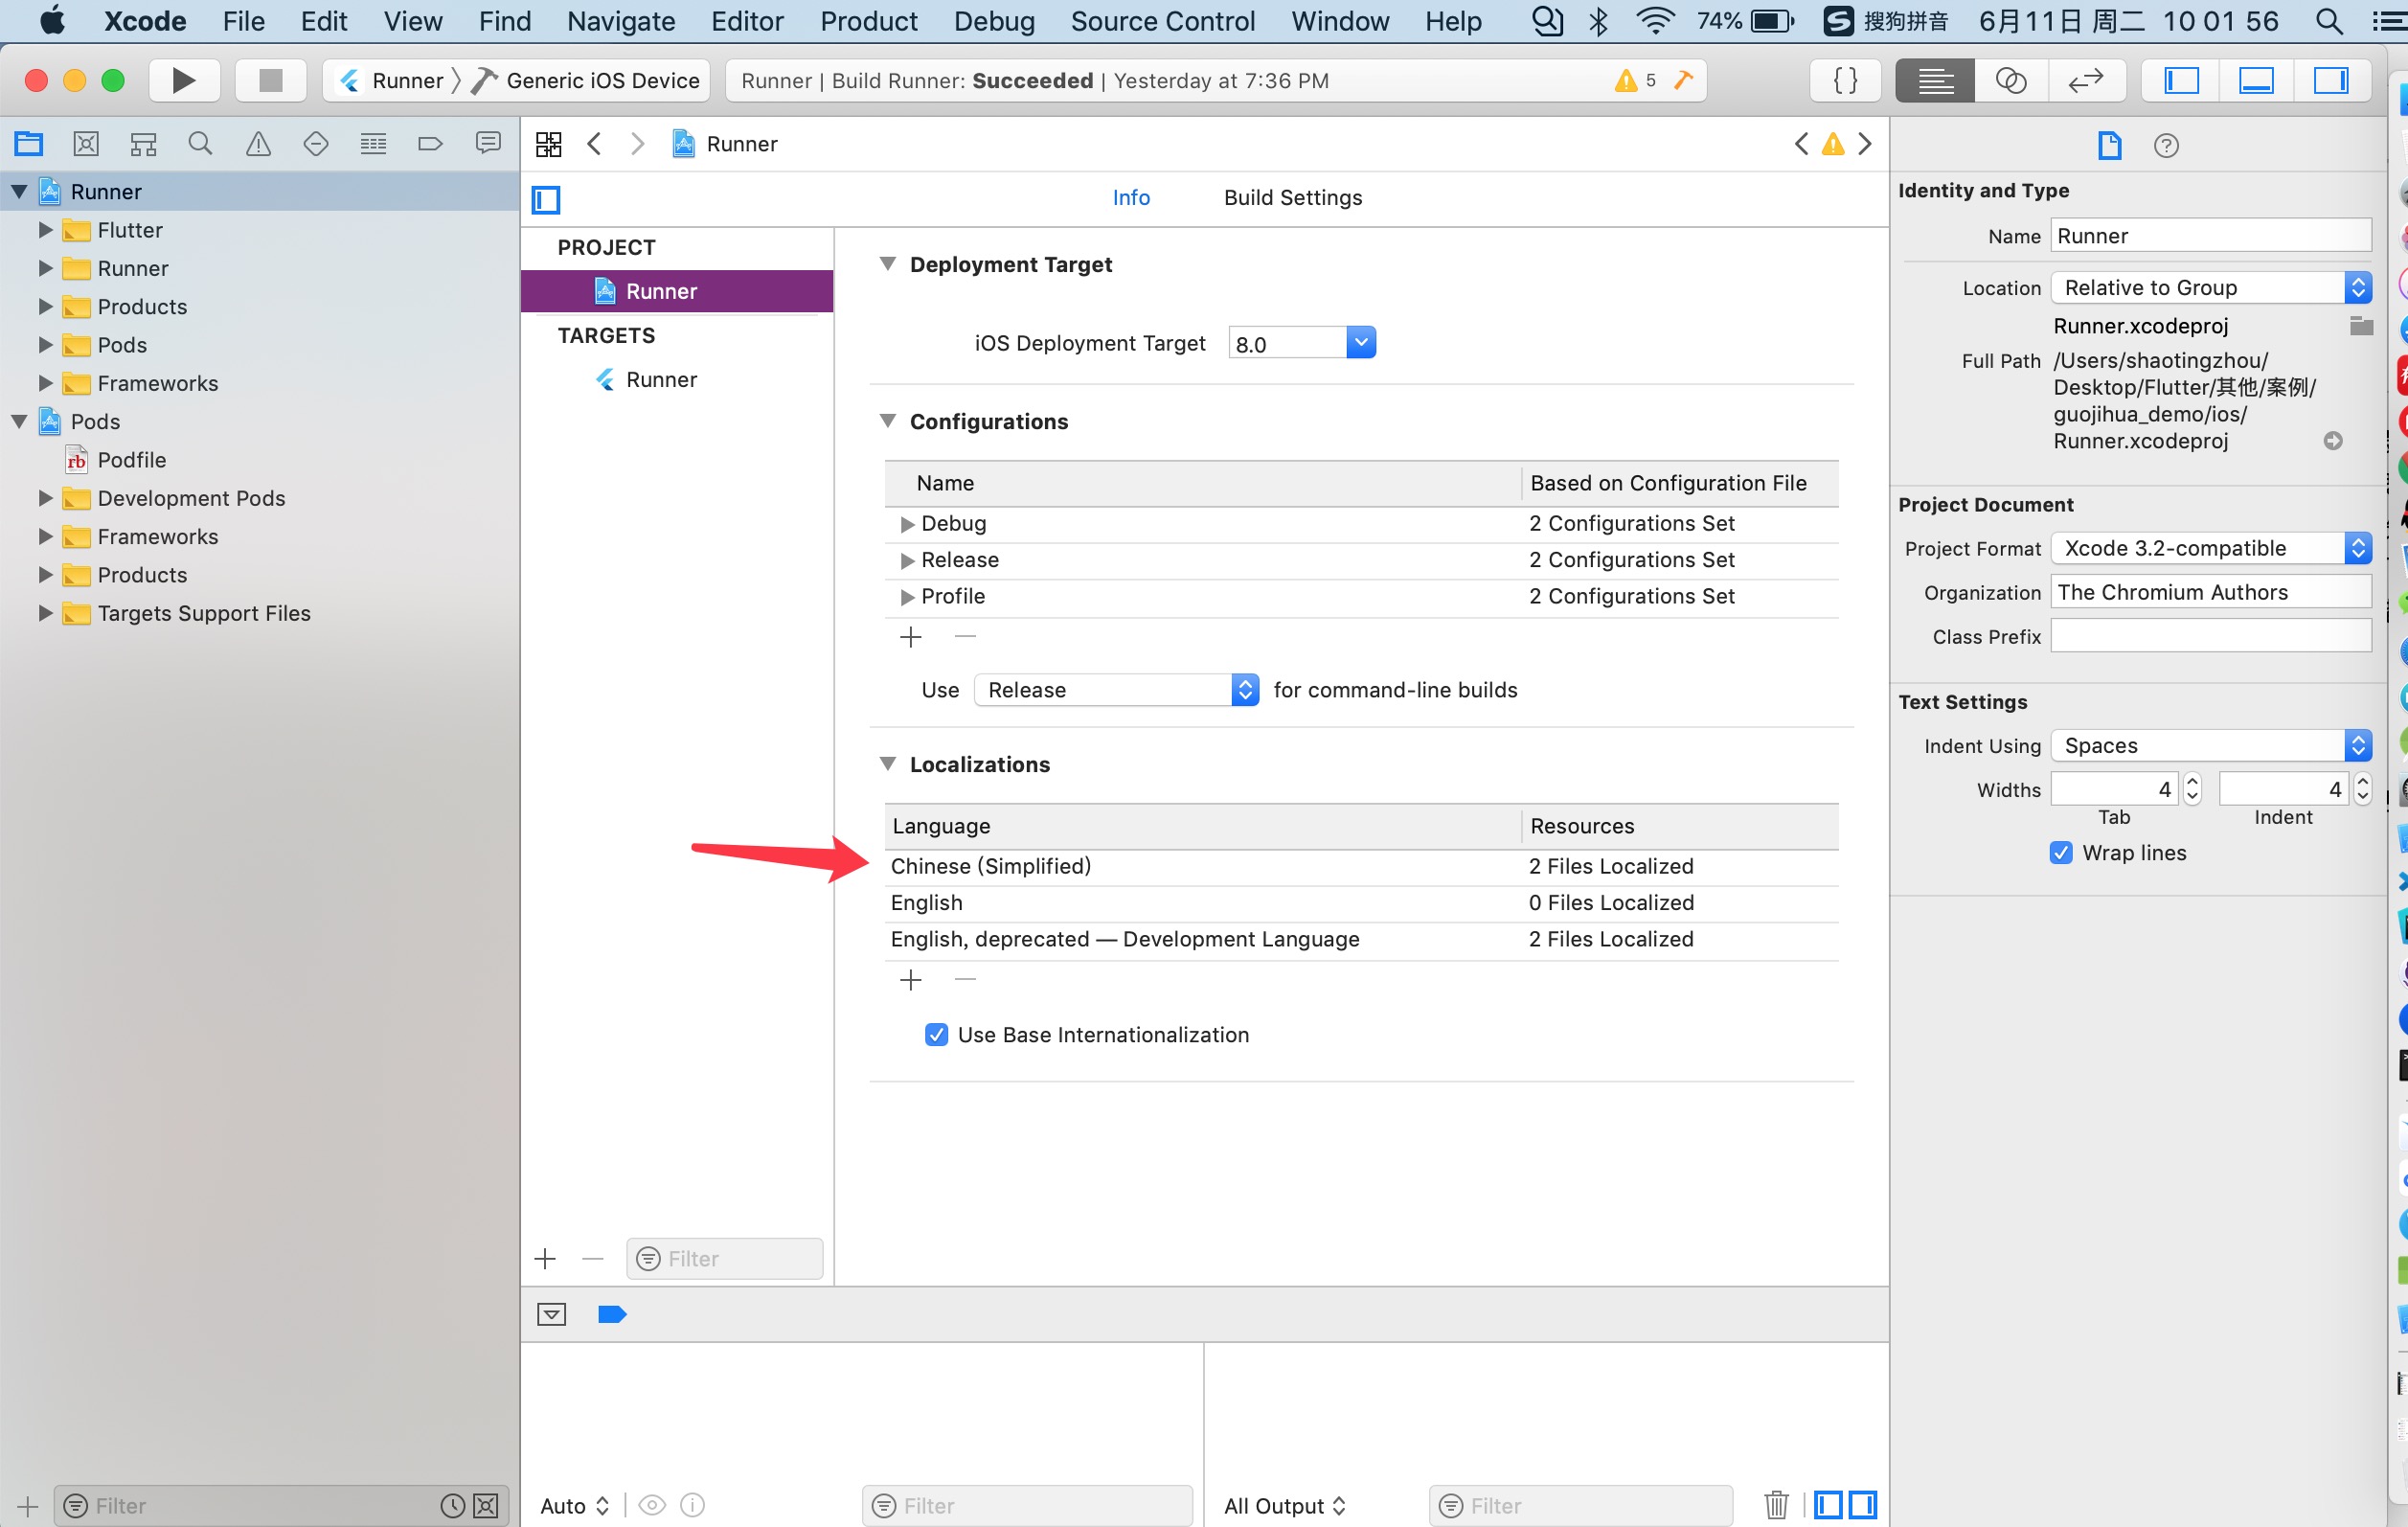 Xcode File Edit View Find Navigate Editor Product Debug Source Control Window Help 74% 搜狗拼音 6月11日 周二 10 01 56
Runner Generic iOS Device
Runner | Build Runner: Succeeded | Yesterday at 7:36 PM 5
Runner
Flutter
Runner
Products
Pods
Frameworks
Pods
Podfile
Development Pods
Frameworks
Products
Targets Support Files
Filter
Runner
Info Build Settings
PROJECT
Runner
TARGETS
Runner
Filter
Deployment Target
iOS Deployment Target 8.0
Configurations
Name Based on Configuration File
Debug 2 Configurations Set
Release 2 Configurations Set
Profile 2 Configurations Set
Use Release for command-line builds
Localizations
Language Resources
Chinese (Simplified) 2 Files Localized
English 0 Files Localized
English, deprecated — Development Language 2 Files Localized
Use Base Internationalization
Auto Filter All Output Filter
Identity and Type
Name Runner
Location Relative to Group
Runner.xcodeproj
Full Path /Users/shaotingzhou/
Desktop/Flutter/其他/案例/
guojihua_demo/ios/
Runner.xcodeproj
Project Document
Project Format Xcode 3.2-compatible
Organization The Chromium Authors
Class Prefix
Text Settings
Indent Using Spaces
Widths 4 4
Tab Indent
Wrap lines